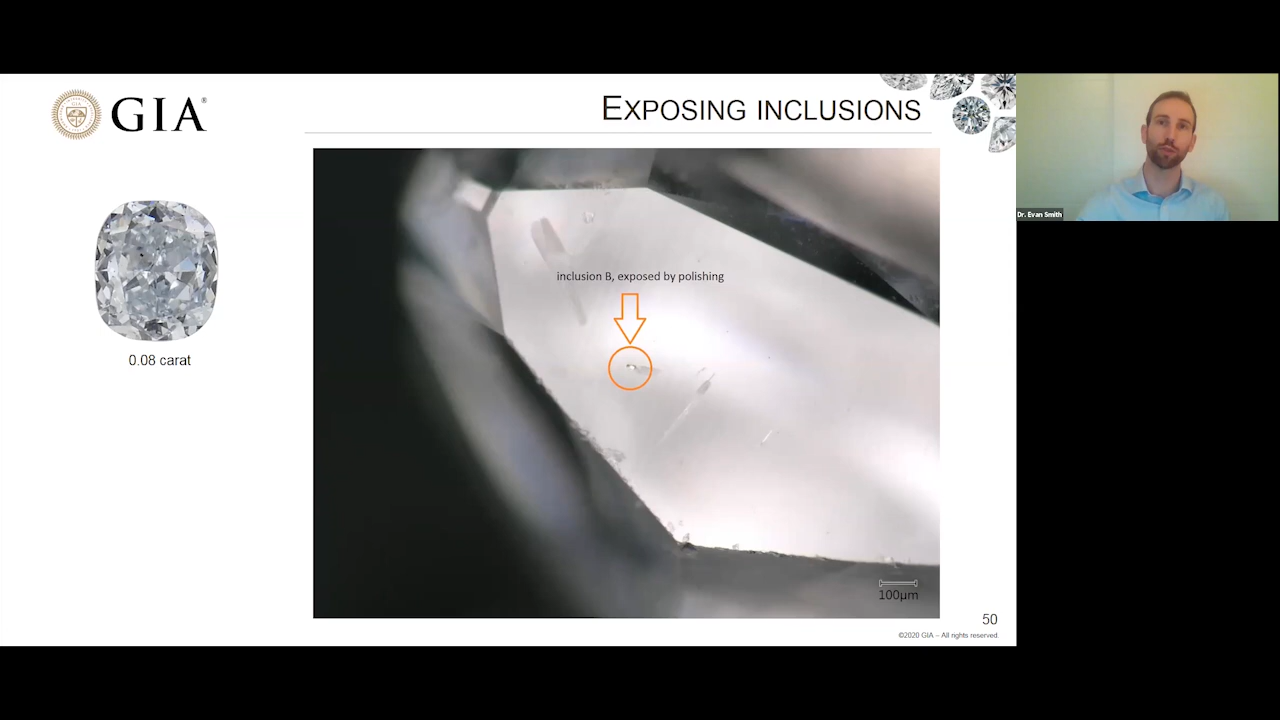 GIA®
EXPOSING INCLUSIONS
inclusion B, exposed by polishing
0.08 carat
100µm
50
©2020 GIA – All rights reserved.
Dr. Evan Smith